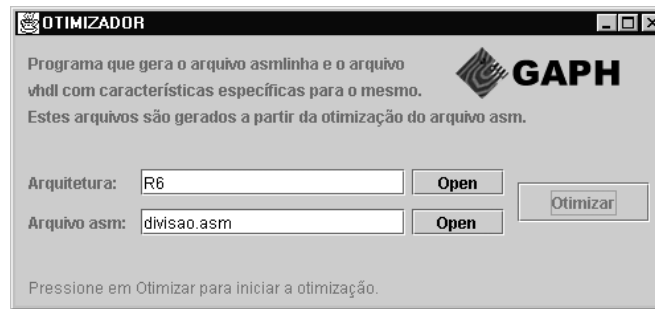 OTIMIZADOR
Programa que gera o arquivo asmlinha e o arquivo
vhdl com características específicas para o mesmo.
Estes arquivos são gerados a partir da otimização do arquivo asm.
GAPH
Arquitetura: R6 Open
Arquivo asm: divisao.asm Open
Otimizar
Pressione em Otimizar para iniciar a otimização.